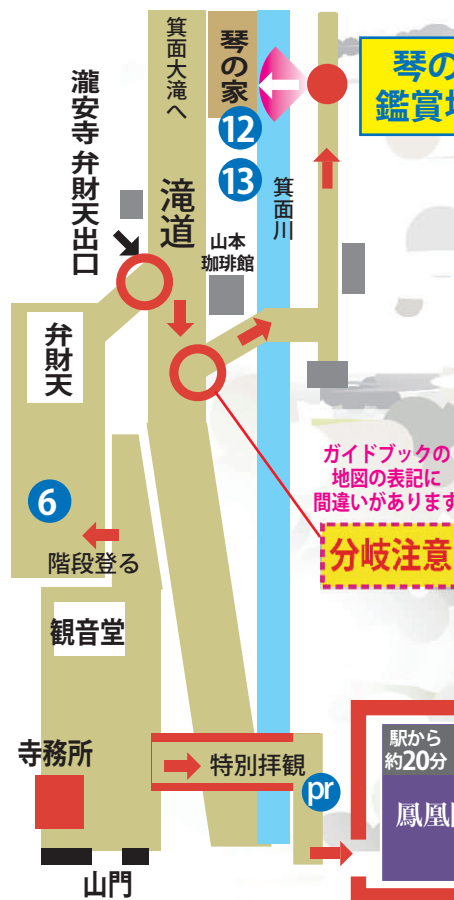 箕面大滝へ
琴の家
琴の
鑑賞
12
13
瀧安寺 弁財天出口
滝道
箕面川
山本
珈琲館
弁財天
ガイドブックの
地図の表記に
間違いがあります
分岐注意
6
階段登る
観音堂
寺務所
特別拝観
pr
駅から
約20分
鳳凰
山門